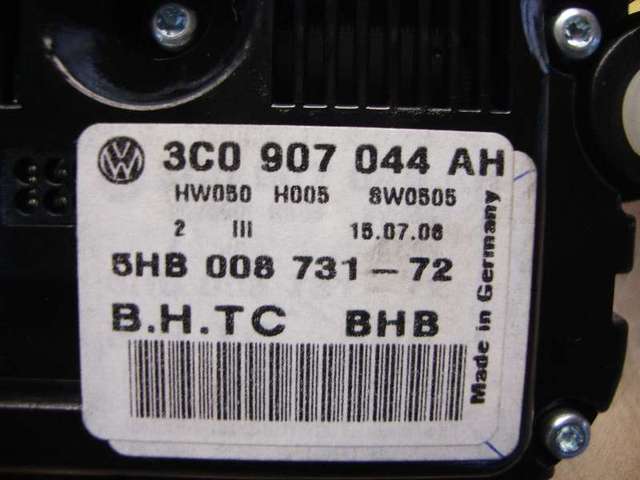 VW 3C0 907 044 AH
HW050 H005 SW0505
2 III 15.07.06
5HB 008 731-72
B.H.TC BHB
Made in Germany